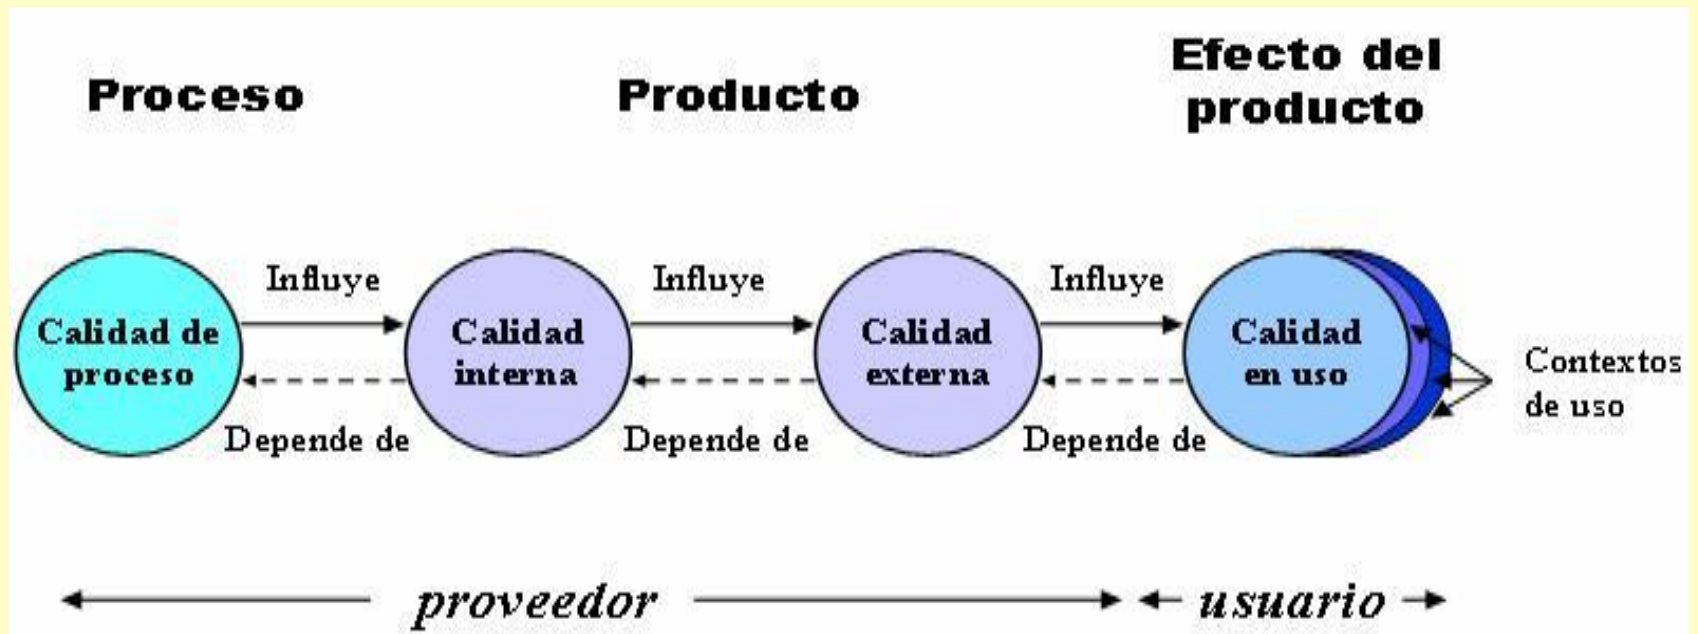 Proceso
Producto
Efecto del
producto
Calidad de
proceso
Influye
Depende de
Calidad
interna
Influye
Depende de
Calidad
externa
Influye
Depende de
Calidad
en uso
Contextos
de uso
proveedor
usuario